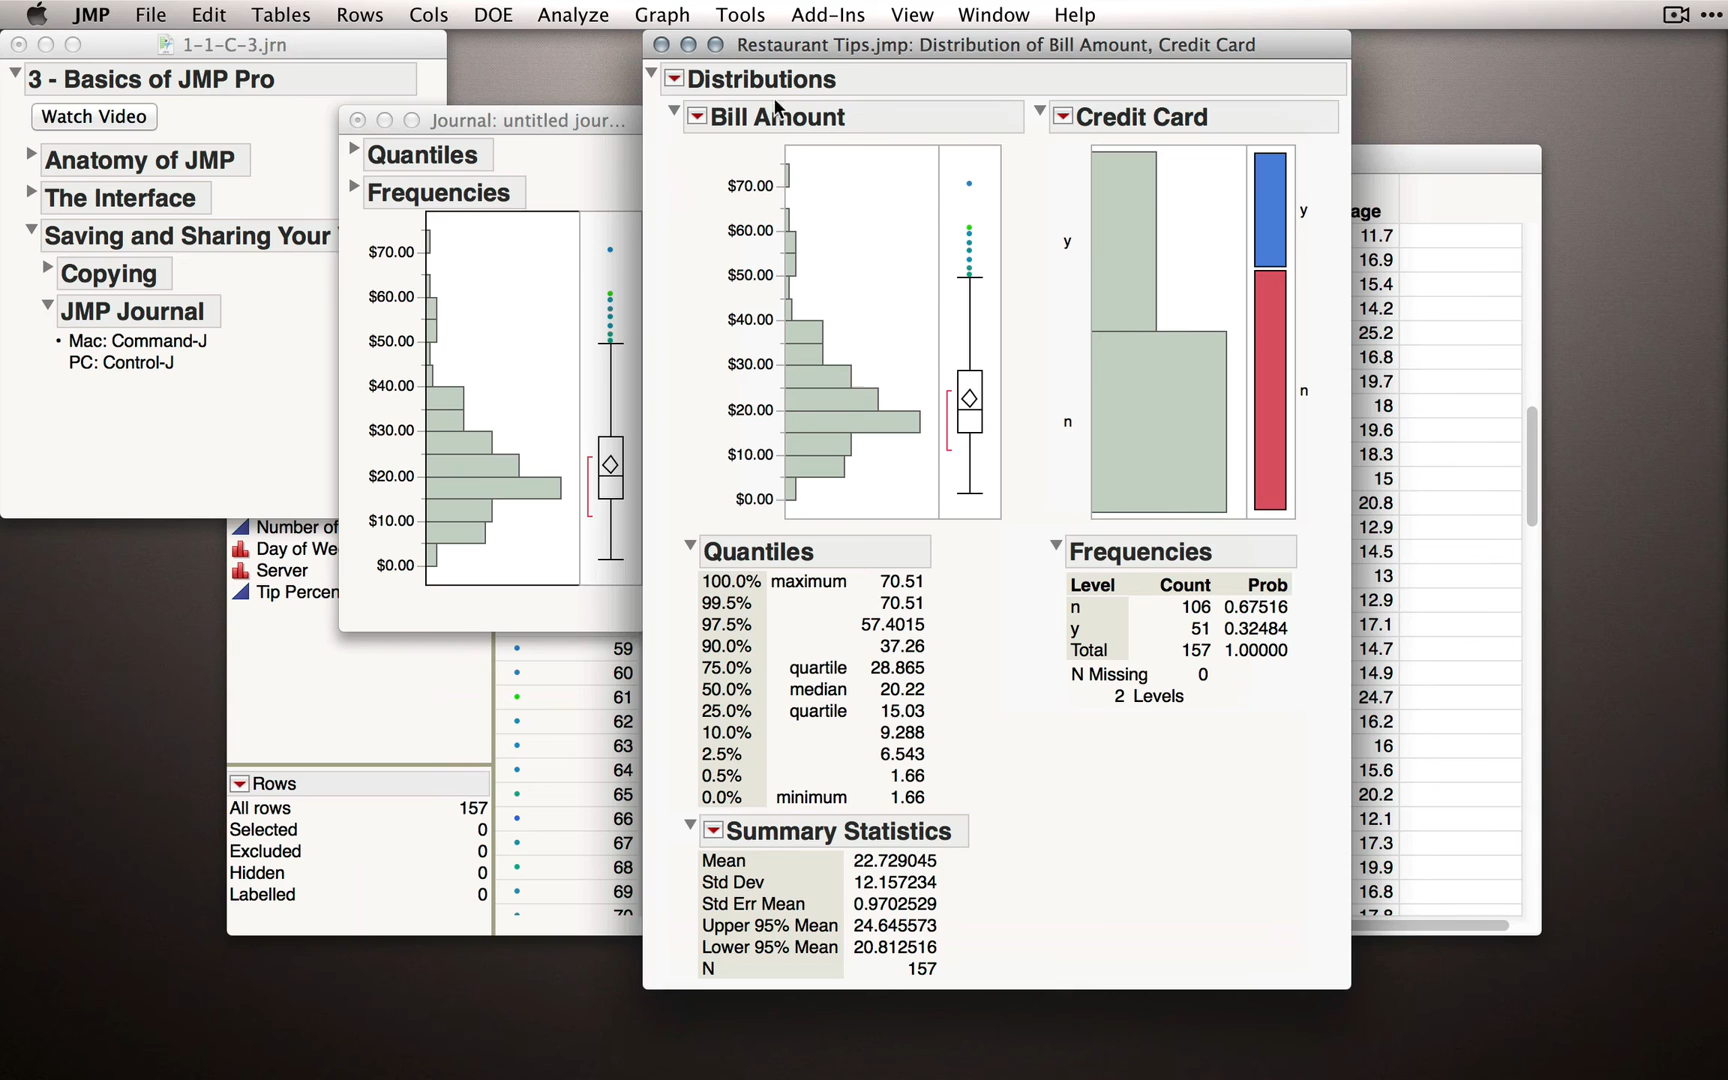 JMP File Edit Tables Rows Cols DOE Analyze Graph Tools Add-Ins View Window Help
1-1-C-3.jrn
3 - Basics of JMP Pro
Watch Video
Anatomy of JMP
The Interface
Saving and Sharing Your
Copying
JMP Journal
• Mac: Command-J
PC: Control-J
Journal: untitled jour...
Quantiles
Frequencies
$70.00
$60.00
$50.00
$40.00
$30.00
$20.00
$10.00
$0.00
Number of
Day of We
Server
Tip Percen
Rows
All rows 157
Selected 0
Excluded 0
Hidden 0
Labelled 0
59
60
61
62
63
64
65
66
67
68
69
70
Restaurant Tips.jmp: Distribution of Bill Amount, Credit Card
Distributions
Bill Amount
$70.00
$60.00
$50.00
$40.00
$30.00
$20.00
$10.00
$0.00
Quantiles
100.0% maximum 70.51
99.5% 70.51
97.5% 57.4015
90.0% 37.26
75.0% quartile 28.865
50.0% median 20.22
25.0% quartile 15.03
10.0% 9.288
2.5% 6.543
0.5% 1.66
0.0% minimum 1.66
Summary Statistics
Mean 22.729045
Std Dev 12.157234
Std Err Mean 0.9702529
Upper 95% Mean 24.645573
Lower 95% Mean 20.812516
N 157
Credit Card
y
n
y
n
Frequencies
Level Count Prob
n 106 0.67516
y 51 0.32484
Total 157 1.00000
N Missing 0
2 Levels
age
11.7
16.9
15.4
14.2
25.2
16.8
19.7
18
19.6
18.3
15
20.8
12.9
14.5
13
12.9
17.1
14.7
14.9
24.7
16.2
16
15.6
20.2
12.1
17.3
19.9
16.8
17.8